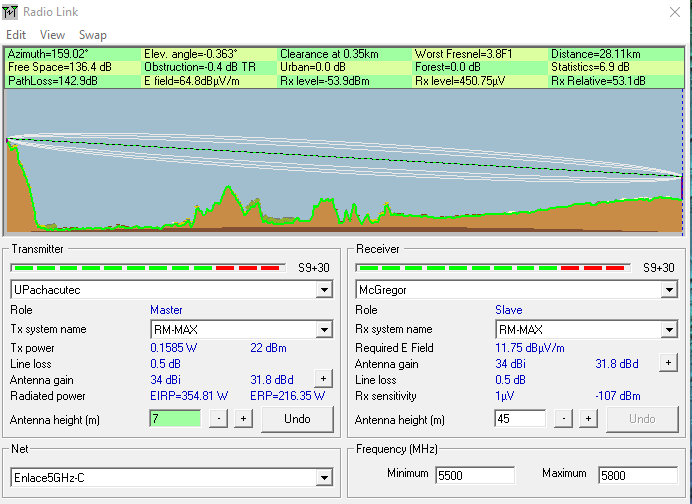 Radio Link
Edit View Swap
Azimuth=159.02° Elev. angle=-0.363° Clearance at 0.35km Worst Fresnel=3.8F1 Distance=28.11km
Free Space=136.4 dB Obstruction=-0.4 dB TR Urban=0.0 dB Forest=0.0 dB Statistics=6.9 dB
PathLoss=142.9dB E field=64.8dBμV/m Rx level=-53.9dBm Rx level=450.75μV Rx Relative=53.1dB
Transmitter
S9+30
UPachacutec
Role Master
Tx system name RM-MAX
Tx power 0.1585 W 22 dBm
Line loss 0.5 dB
Antenna gain 34 dBi 31.8 dBd +
Radiated power EIRP=354.81 W ERP=216.35 W
Antenna height (m) 7 - + Undo
Receiver
S9+30
McGregor
Role Slave
Rx system name RM-MAX
Required E Field 11.75 dBμV/m
Antenna gain 34 dBi 31.8 dBd +
Line loss 0.5 dB
Rx sensitivity 1μV -107 dBm
Antenna height (m) 45 - + Undo
Net
Enlace5GHz-C
Frequency (MHz)
Minimum 5500 Maximum 5800